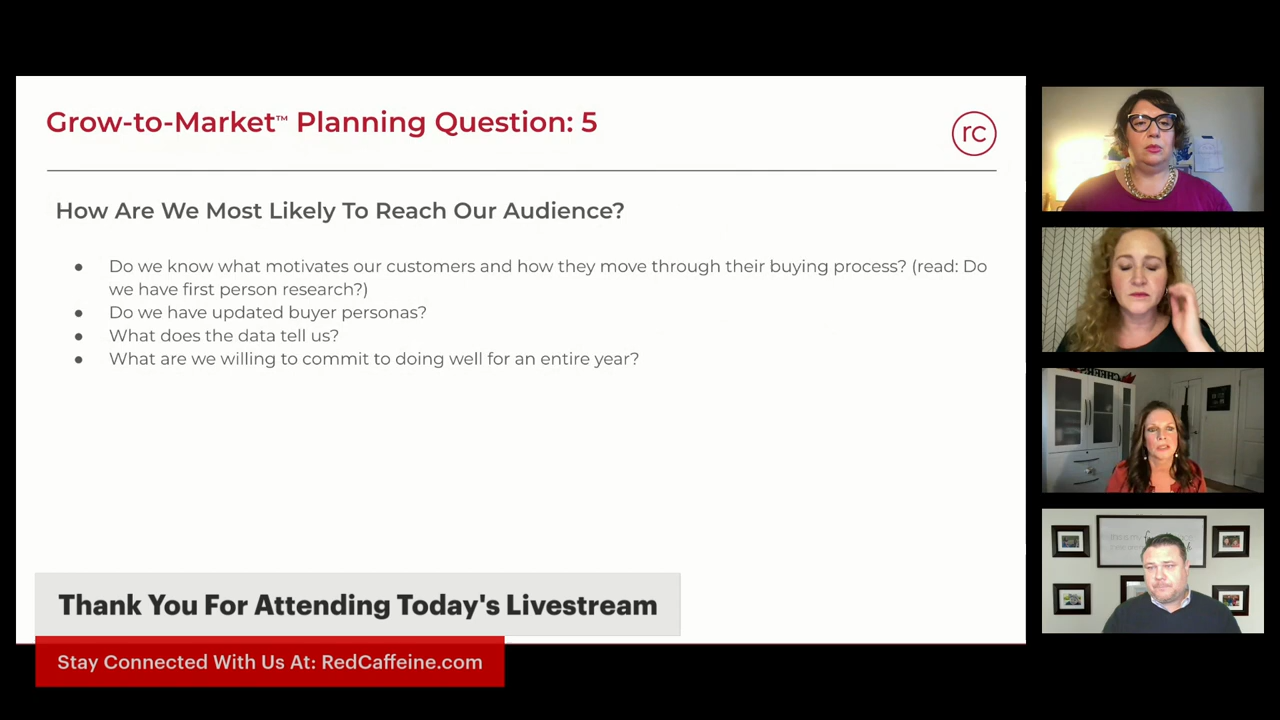 Grow-to-Market™ Planning Question: 5
rc
How Are We Most Likely To Reach Our Audience?
● Do we know what motivates our customers and how they move through their buying process? (read: Do
we have first person research?)
● Do we have updated buyer personas?
● What does the data tell us?
● What are we willing to commit to doing well for an entire year?
Thank You For Attending Today's Livestream
Stay Connected With Us At: RedCaffeine.com
CHEERS
this is my